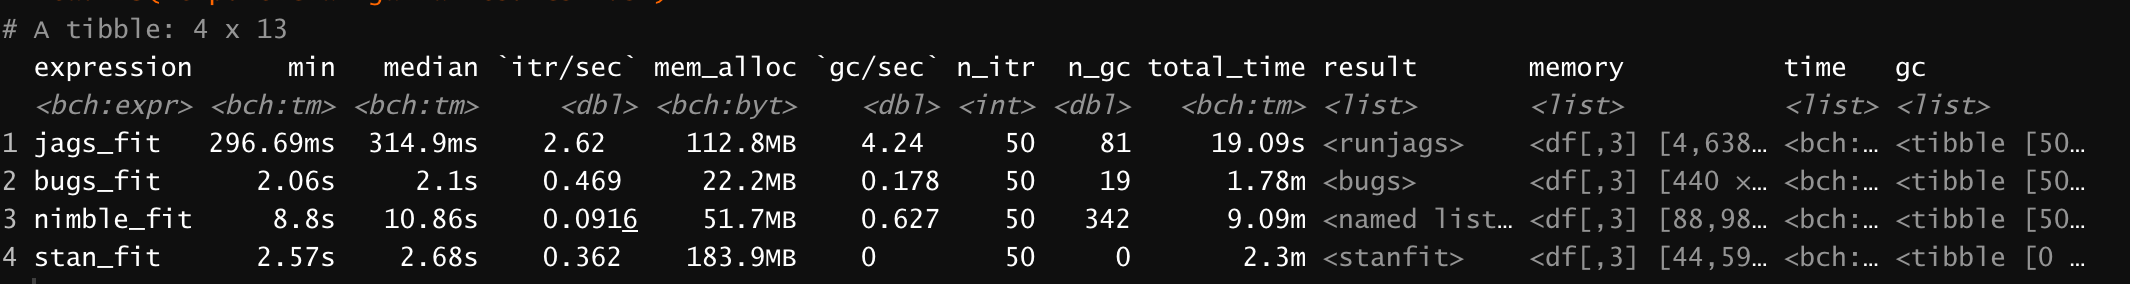 # A tibble: 4 x 13
expression min median `itr/sec` mem_alloc `gc/sec` n_itr n_gc total_time result memory time gc
<bch:expr> <bch:tm> <bch:tm> <dbl> <bch:byt> <dbl> <int> <dbl> <bch:tm> <list> <list> <list> <list>
1 jags_fit 296.69ms 314.9ms 2.62 112.8MB 4.24 50 81 19.09s <runjags> <df[,3] [4,638… <bch:… <tibble [50…
2 bugs_fit 2.06s 2.1s 0.469 22.2MB 0.178 50 19 1.78m <bugs> <df[,3] [440 ×… <bch:… <tibble [50…
3 nimble_fit 8.8s 10.86s 0.0916 51.7MB 0.627 50 342 9.09m <named list… <df[,3] [88,98… <bch:… <tibble [50…
4 stan_fit 2.57s 2.68s 0.362 183.9MB 0 50 0 2.3m <stanfit> <df[,3] [44,59… <bch:… <tibble [0 …